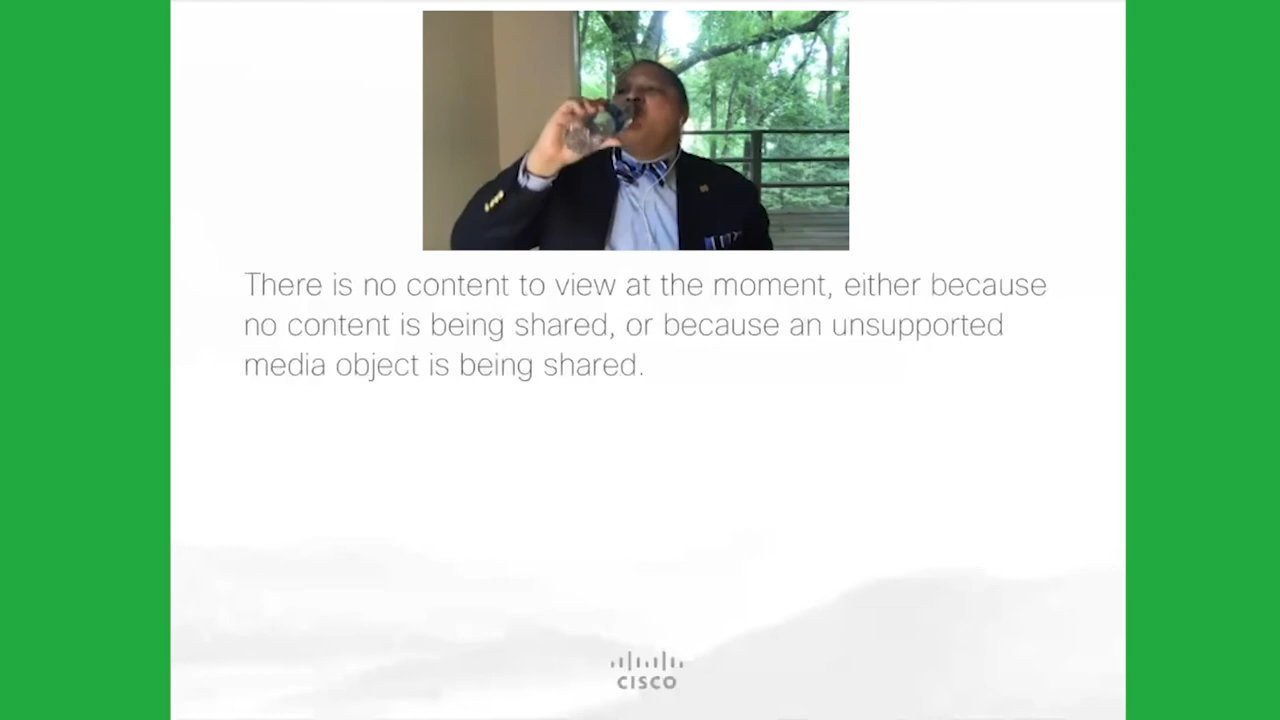 There is no content to view at the moment, either because
no content is being shared, or because an unsupported
media object is being shared.
CISCO